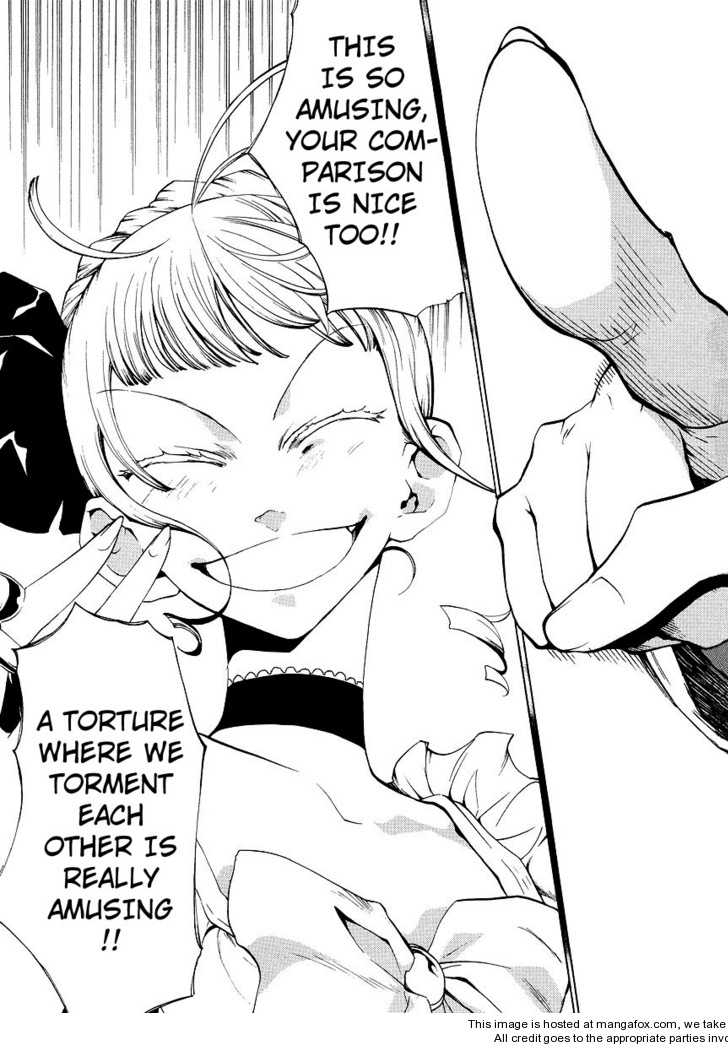 THIS
IS SO
AMUSING,
YOUR COM-
PARISON
IS NICE
TOO!!
A TORTURE
WHERE WE
TORMENT
EACH
OTHER IS
REALLY
AMUSING
!!
This image is hosted at mangafox.com, we take
All credit goes to the appropriate parties inv